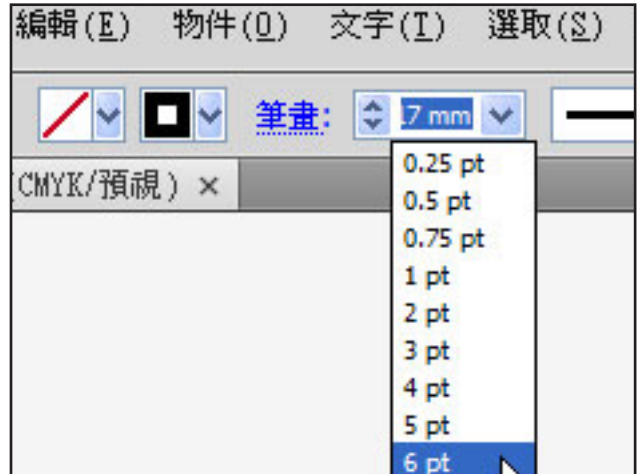 編輯(E) 物件(O) 文字(T) 選取(S)
筆畫: .7 mm
(CMYK/預視) ×
0.25 pt
0.5 pt
0.75 pt
1 pt
2 pt
3 pt
4 pt
5 pt
6 pt